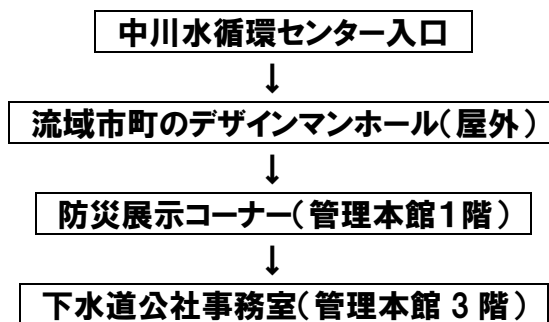 中川水循環センター入口
↓
流域市町のデザインマンホール（屋外）
↓
防災展示コーナー（管理本館１階）
↓
下水道公社事務室（管理本館 3 階）